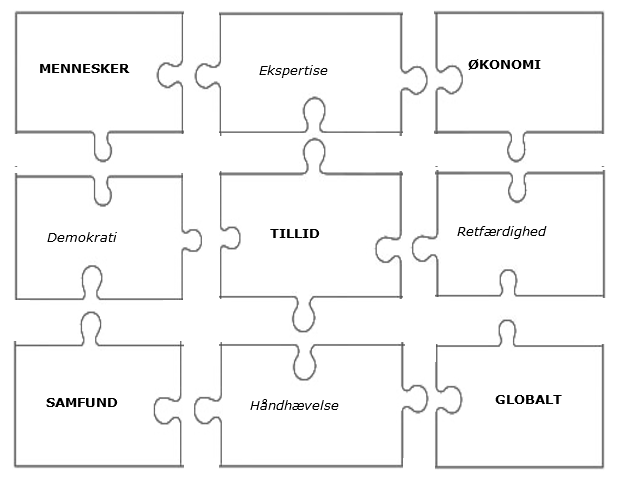 MENNESKER
Ekspertise
ØKONOMI
Demokrati
TILLID
Retfærdighed
SAMFUND
Håndhævelse
GLOBALT